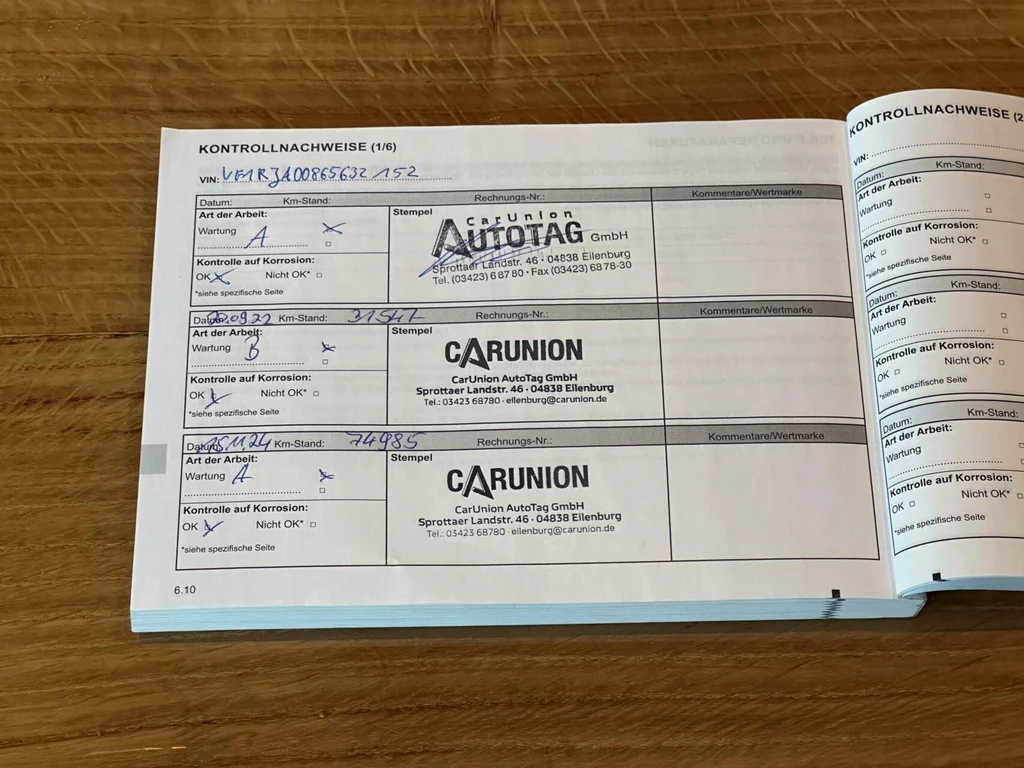 KONTROLLNACHWEISE (1/6)
VIN: VF1RJA00865632152
Datum: Km-Stand: Rechnungs-Nr.: Kommentare/Wertmarke
Art der Arbeit: Stempel
Wartung A
CarUnion
AUTOTAG GmbH
Sprottaer Landstr. 46 · 04838 Eilenburg
Tel. (03423) 6 87 80 · Fax (03423) 68 78-30
Kontrolle auf Korrosion:
OK Nicht OK*
*siehe spezifische Seite
Datum: Km-Stand: Rechnungs-Nr.: Kommentare/Wertmarke
Art der Arbeit: Stempel
Wartung B
CARUNION
CarUnion AutoTag GmbH
Sprottaer Landstr. 46 · 04838 Eilenburg
Tel.: 03423 68780 · eilenburg@carunion.de
Kontrolle auf Korrosion:
OK Nicht OK*
*siehe spezifische Seite
Datum: 15.11.24 Km-Stand: 74985 Rechnungs-Nr.: Kommentare/Wertmarke
Art der Arbeit: Stempel
Wartung A
CARUNION
CarUnion AutoTag GmbH
Sprottaer Landstr. 46 · 04838 Eilenburg
Tel.: 03423 68780 · eilenburg@carunion.de
Kontrolle auf Korrosion:
OK Nicht OK*
*siehe spezifische Seite
6.10
KONTROLLNACHWEISE (2
VIN:
Datum: Km-Stand:
Art der Arbeit:
Wartung
Kontrolle auf Korrosion:
OK Nicht OK*
*siehe spezifische Seite
Datum: Km-Stand:
Art der Arbeit:
Wartung
Kontrolle auf Korrosion:
OK Nicht OK*
*siehe spezifische Seite
Datum: Km-Stand:
Art der Arbeit:
Wartung
Kontrolle auf Korrosion:
OK Nicht OK*
*siehe spezifische Seite